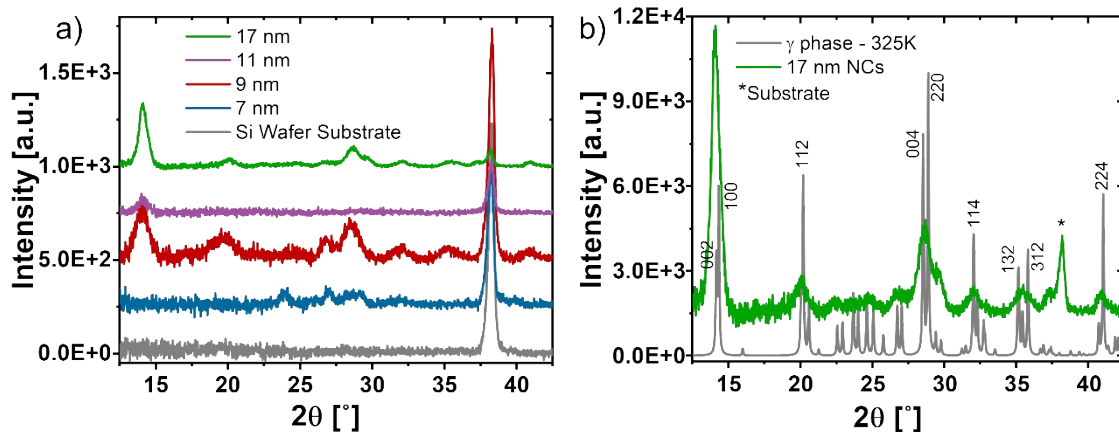 a)
Intensity [a.u.]
1.5E+3
1.0E+3
5.0E+2
0.0E+0
17 nm
11 nm
9 nm
7 nm
Si Wafer Substrate
15 20 25 30 35 40
2θ [°]
b)
Intensity [a.u.]
1.2E+4
9.0E+3
6.0E+3
3.0E+3
0.0E+0
γ phase - 325K
17 nm NCs
*Substrate
002
100
112
004
220
114
132
312
*
224
15 20 25 30 35 40
2θ [°]